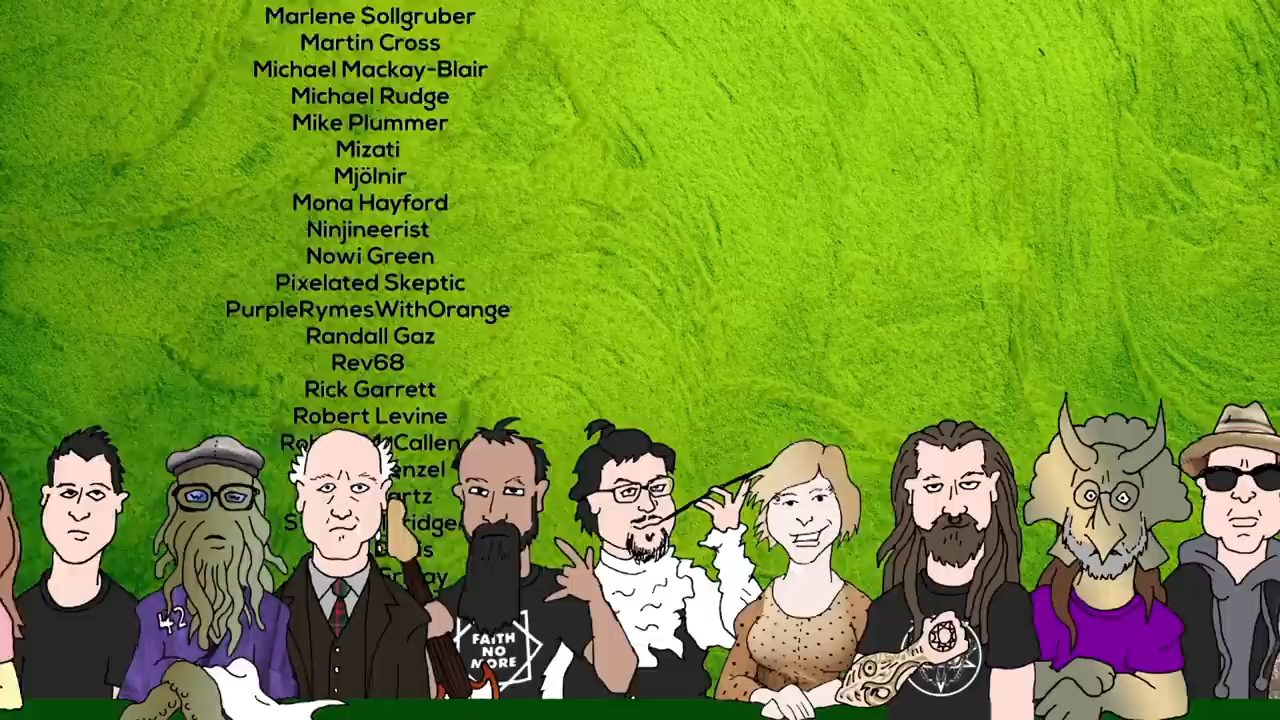 Marlene Sollgruber
Martin Cross
Michael Mackay-Blair
Michael Rudge
Mike Plummer
Mizati
Mjölnir
Mona Hayford
Ninjineerist
Nowi Green
Pixelated Skeptic
PurpleRymesWithOrange
Randall Gaz
Rev68
Rick Garrett
Robert Levine
42
FAITH
NO
MORE